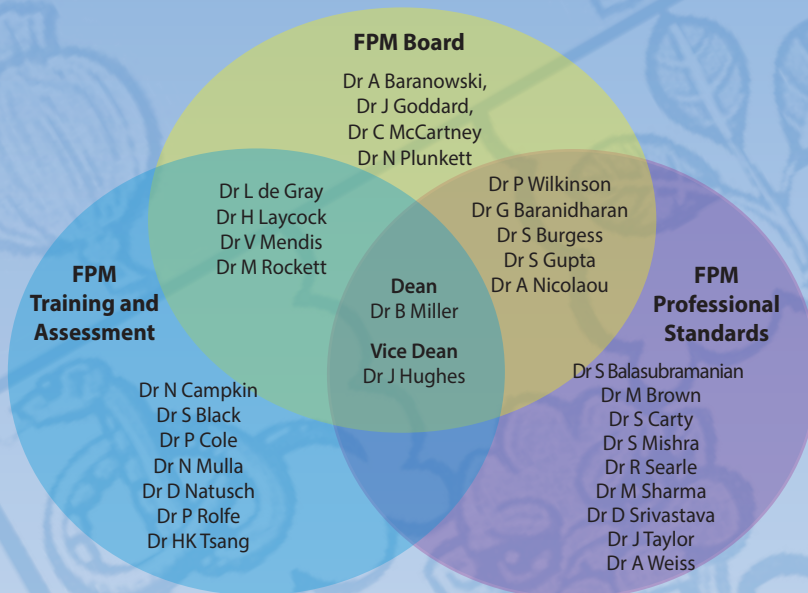 FPM Board
Dr A Baranowski,
Dr J Goddard,
Dr C McCartney
Dr N Plunkett
Dr L de Gray
Dr H Laycock
Dr V Mendis
Dr M Rockett
Dr P Wilkinson
Dr G Baranidharan
Dr S Burgess
Dr S Gupta
Dr A Nicolaou
Dean
Dr B Miller
Vice Dean
Dr J Hughes
FPM
Training and
Assessment
Dr N Campkin
Dr S Black
Dr P Cole
Dr N Mulla
Dr D Natusch
Dr P Rolfe
Dr HK Tsang
FPM
Professional
Standards
Dr S Balasubramanian
Dr M Brown
Dr S Carty
Dr S Mishra
Dr R Searle
Dr M Sharma
Dr D Srivastava
Dr J Taylor
Dr A Weiss